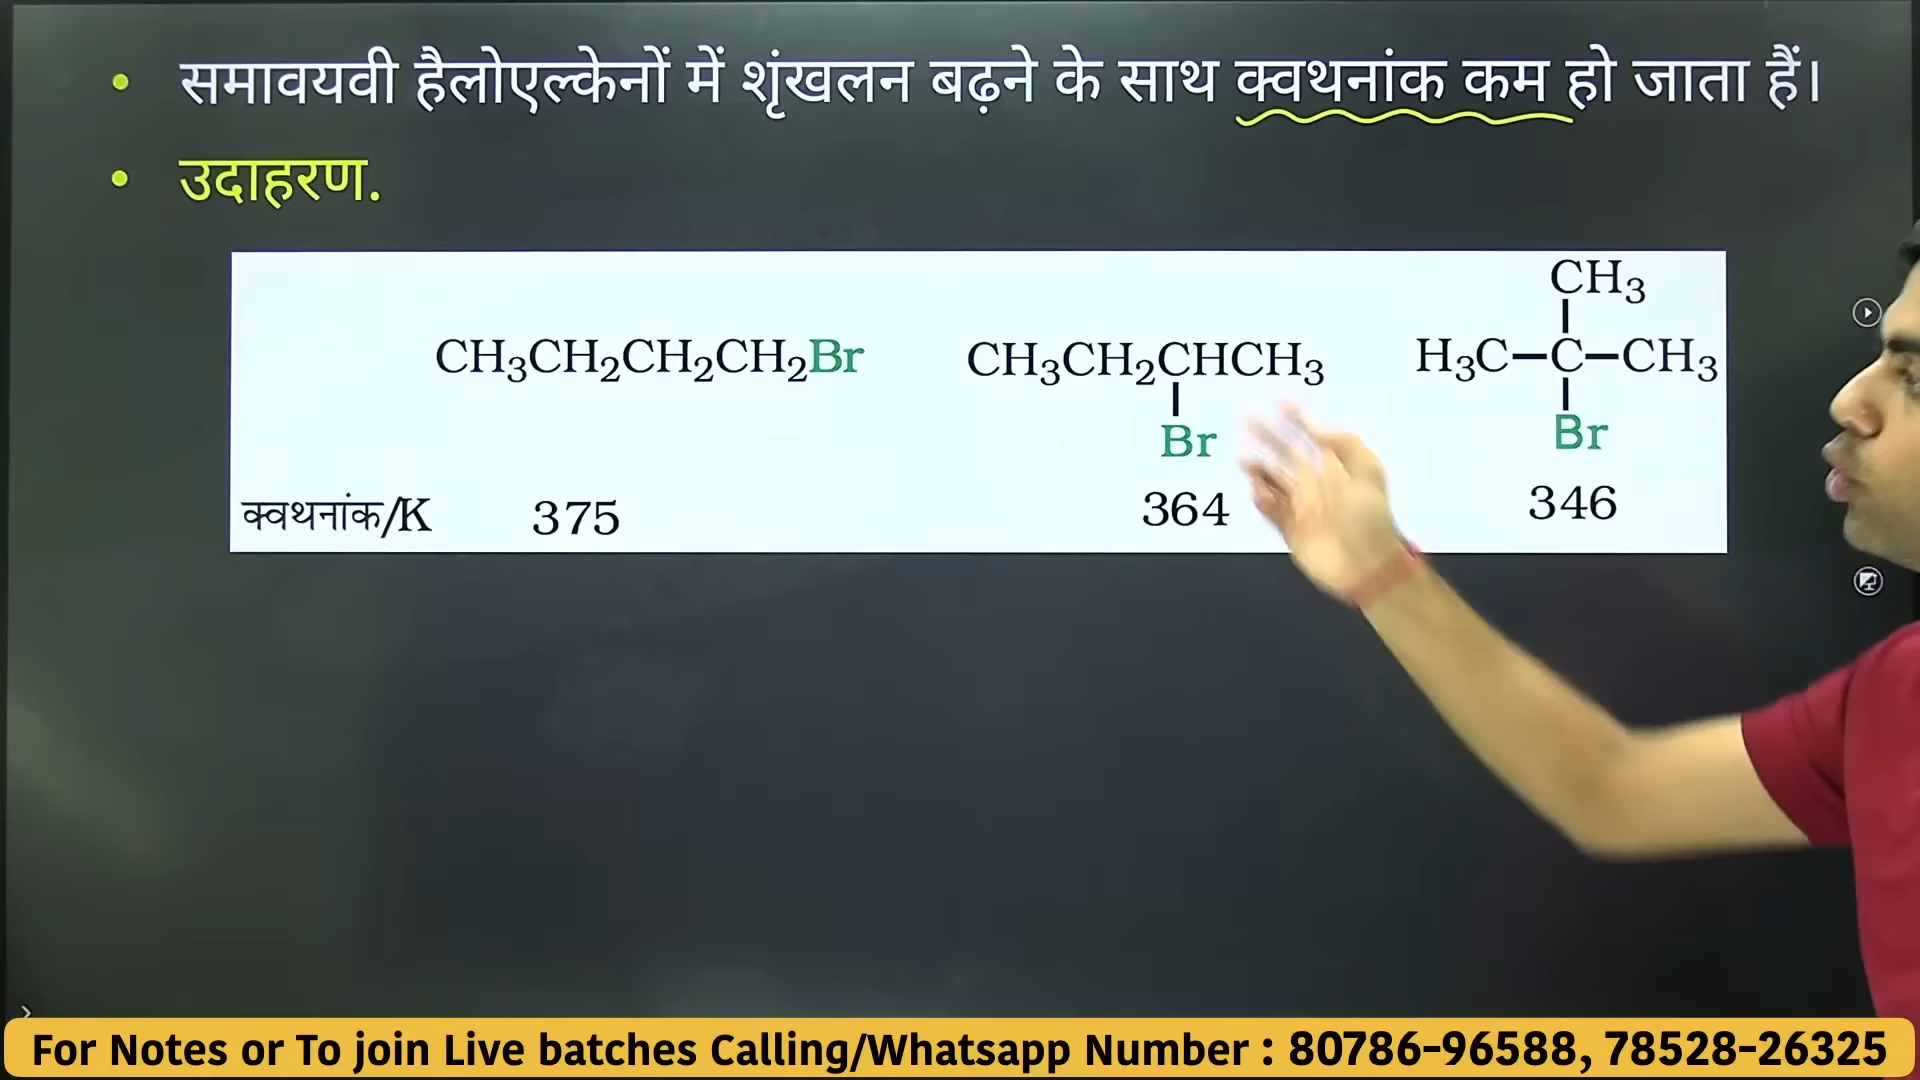 • समावयवी हैलोएल्केनों में शृंखलन बढ़ने के साथ क्वथनांक कम हो जाता हैं।
• उदाहरण.
CH₃
CH₃CH₂CH₂CH₂Br CH₃CH₂CHCH₃ H₃C—C—CH₃
Br Br
क्वथनांक/K 375 364 346
For Notes or To join Live batches Calling/Whatsapp Number : 80786-96588, 78528-26325